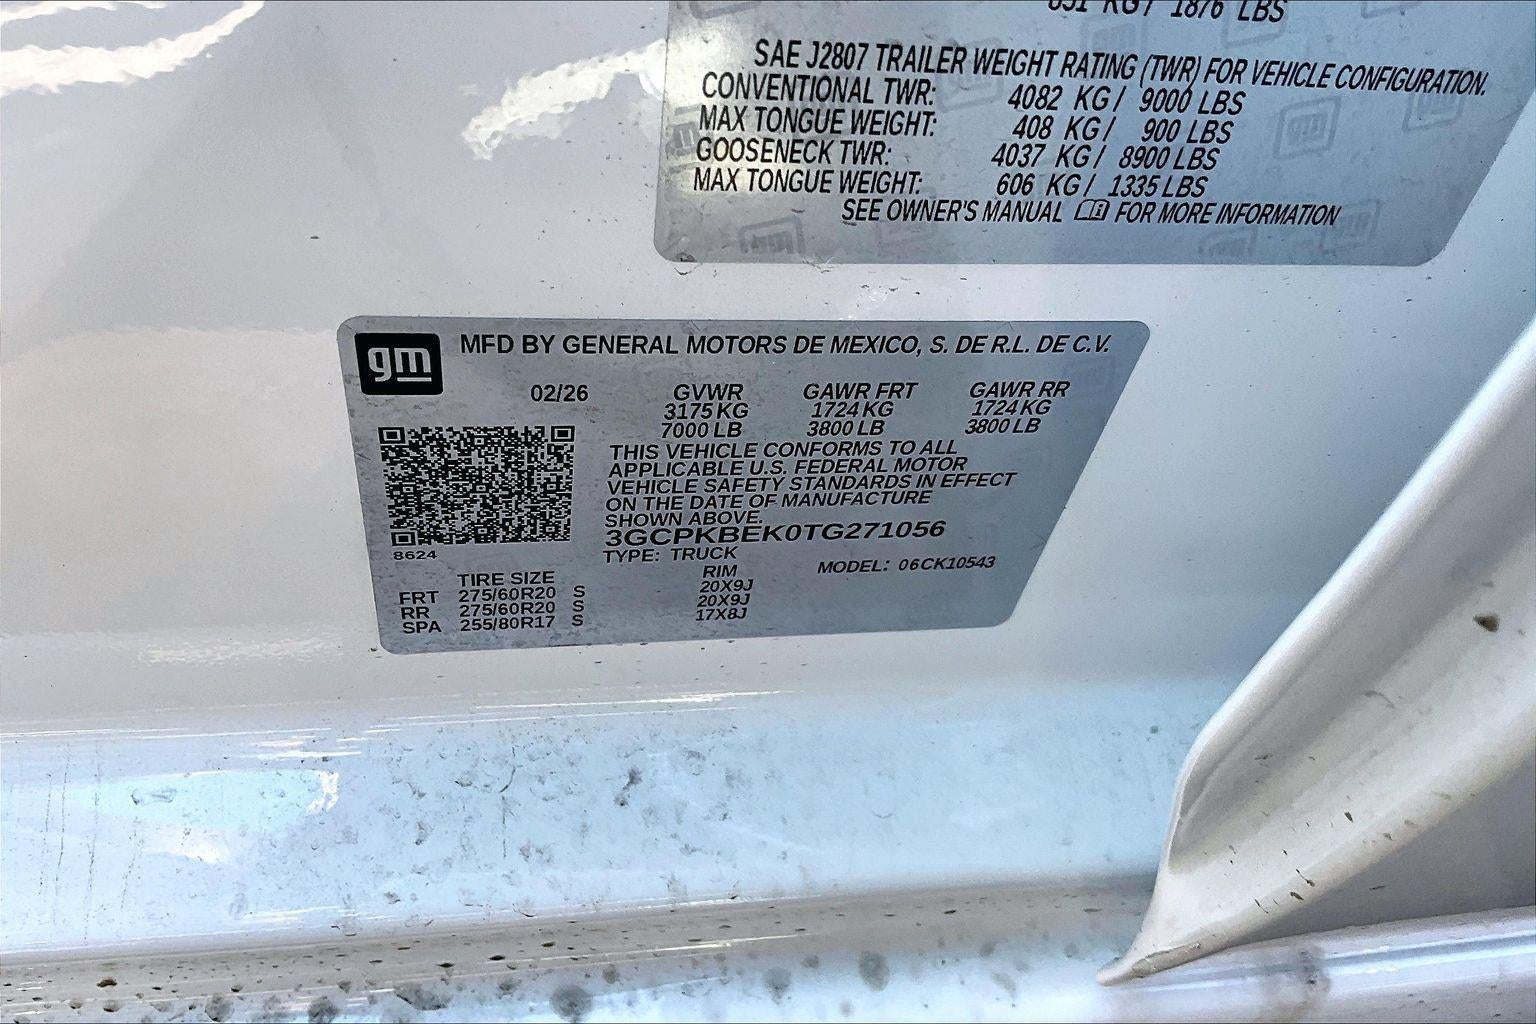 851 KG / 1876 LBS
SAE J2807 TRAILER WEIGHT RATING (TWR) FOR VEHICLE CONFIGURATION.
CONVENTIONAL TWR: 4082 KG / 9000 LBS
MAX TONGUE WEIGHT: 408 KG / 900 LBS
GOOSENECK TWR: 4037 KG / 8900 LBS
MAX TONGUE WEIGHT: 606 KG / 1335 LBS
SEE OWNER'S MANUAL FOR MORE INFORMATION
gm
MFD BY GENERAL MOTORS DE MEXICO, S. DE R.L. DE C.V.
02/26 GVWR GAWR FRT GAWR RR
3175 KG 1724 KG 1724 KG
7000 LB 3800 LB 3800 LB
THIS VEHICLE CONFORMS TO ALL
APPLICABLE U.S. FEDERAL MOTOR
VEHICLE SAFETY STANDARDS IN EFFECT
ON THE DATE OF MANUFACTURE
SHOWN ABOVE.
3GCPKBEK0TG271056
8624
TYPE: TRUCK
MODEL: 06CK10543
TIRE SIZE RIM
FRT 275/60R20 S 20X9J
RR 275/60R20 S 20X9J
SPA 255/80R17 S 17X8J